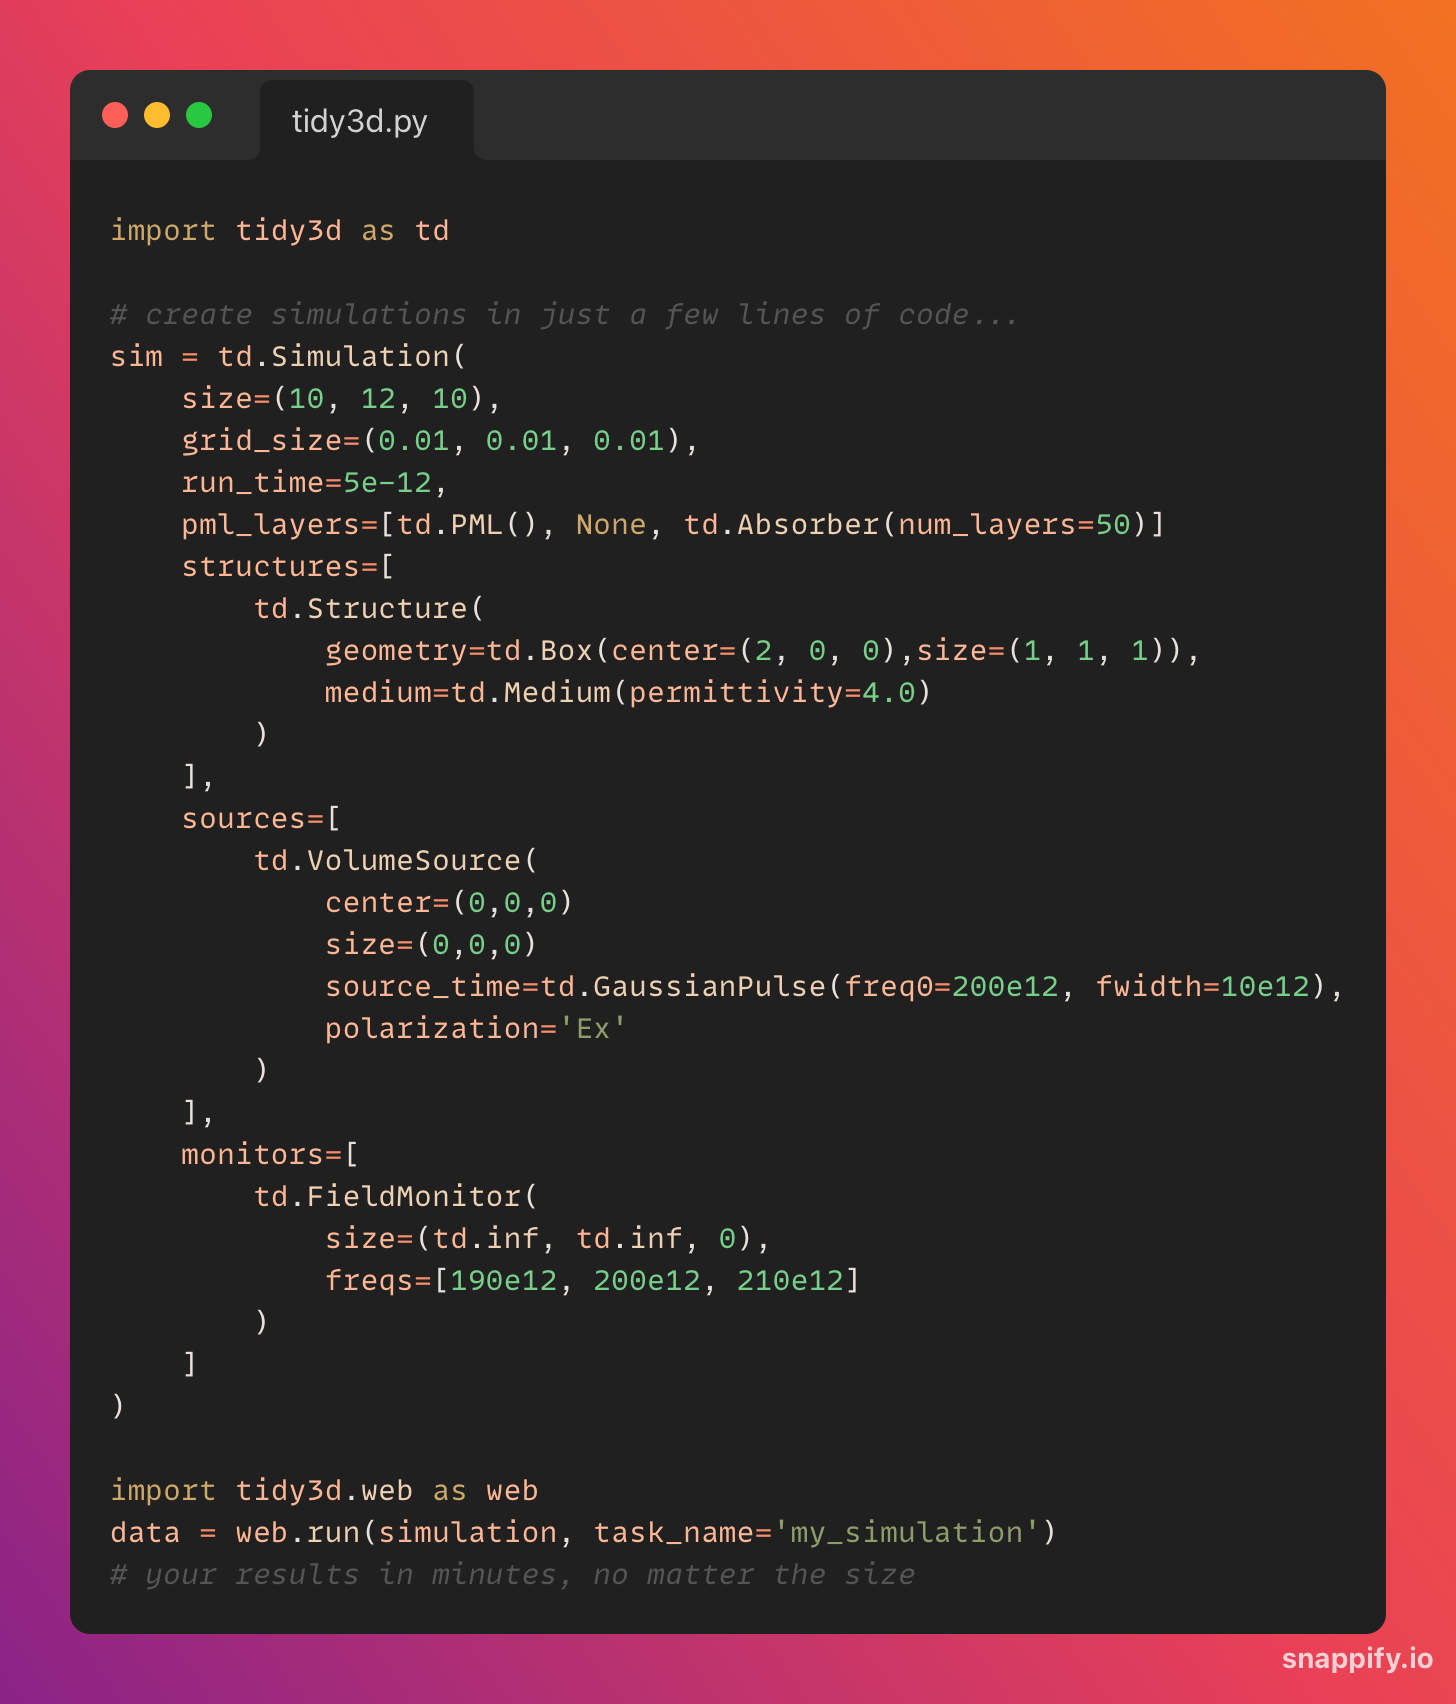 tidy3d.py
import tidy3d as td
# create simulations in just a few lines of code...
sim = td.Simulation(
    size=(10, 12, 10),
    grid_size=(0.01, 0.01, 0.01),
    run_time=5e-12,
    pml_layers=[td.PML(), None, td.Absorber(num_layers=50)]
    structures=[
        td.Structure(
            geometry=td.Box(center=(2, 0, 0),size=(1, 1, 1)),
            medium=td.Medium(permittivity=4.0)
        )
    ],
    sources=[
        td.VolumeSource(
            center=(0,0,0)
            size=(0,0,0)
            source_time=td.GaussianPulse(freq0=200e12, fwidth=10e12),
            polarization='Ex'
        )
    ],
    monitors=[
        td.FieldMonitor(
            size=(td.inf, td.inf, 0),
            freqs=[190e12, 200e12, 210e12]
        )
    ]
)
import tidy3d.web as web
data = web.run(simulation, task_name='my_simulation')
# your results in minutes, no matter the size
snappify.io